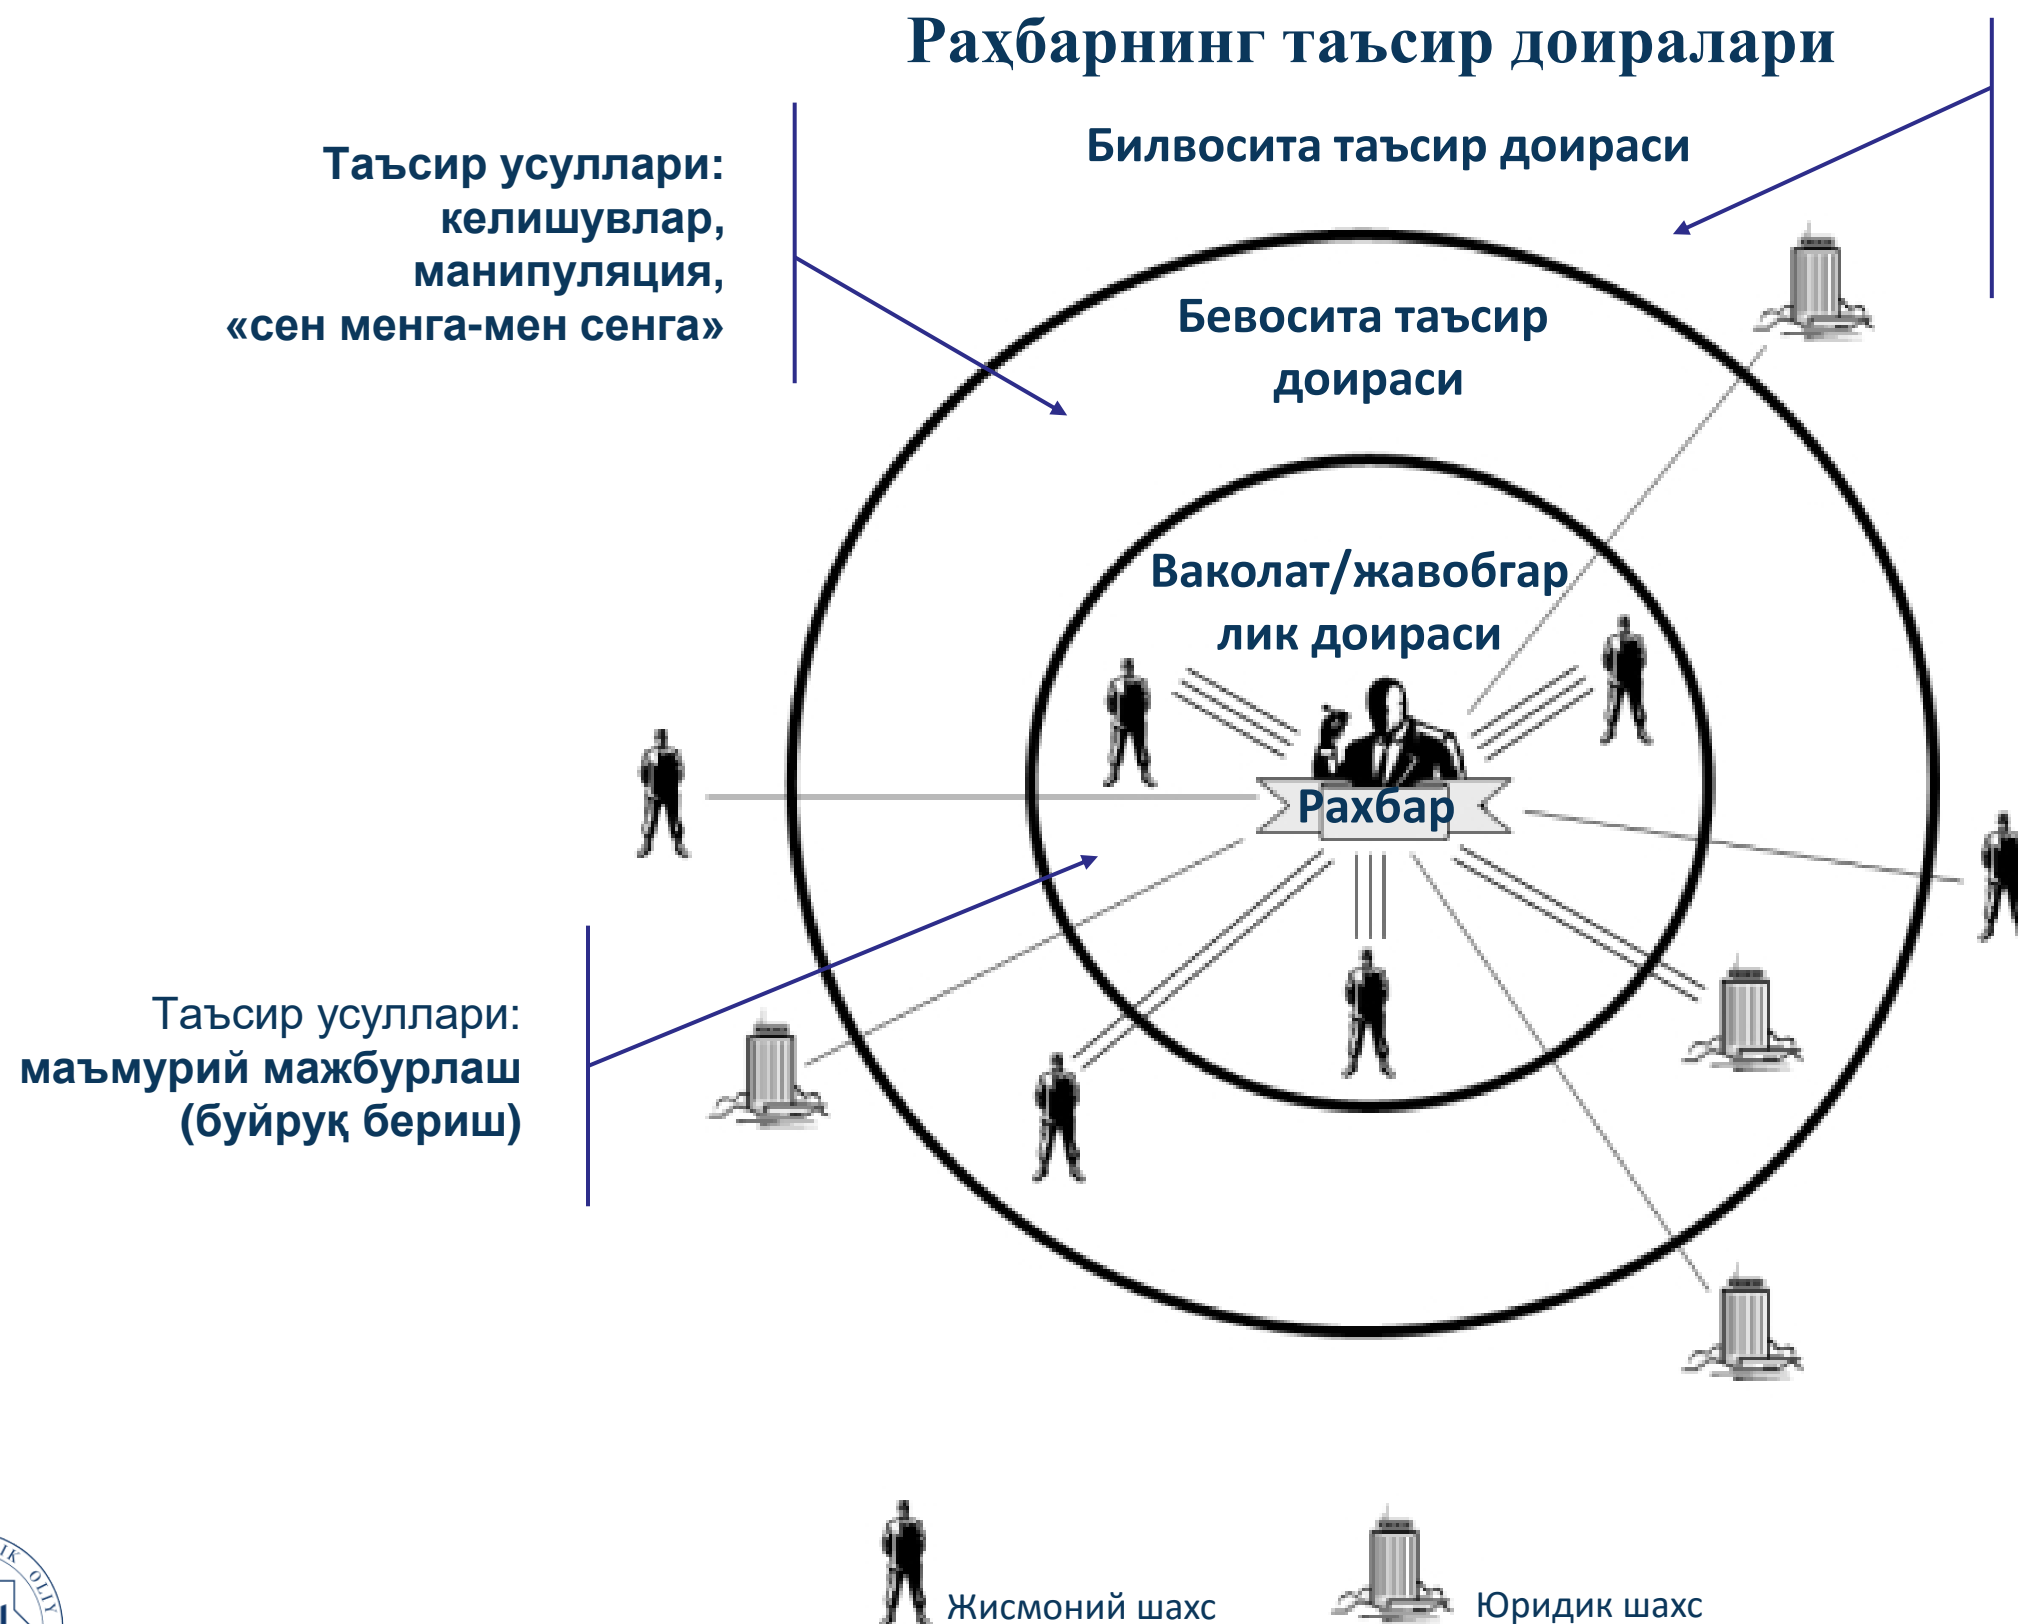 Раҳбарнинг таъсир доиралари
Билвосита таъсир доираси
Таъсир усуллари:
келишувлар,
манипуляция,
«сен менга-мен сенга»
Бевосита таъсир
доираси
Ваколат/жавобгар
лик доираси
Рахбар
Таъсир усуллари:
маъмурий мажбурлаш
(буйруқ бериш)
Жисмоний шахс
Юридик шахс
OLIY